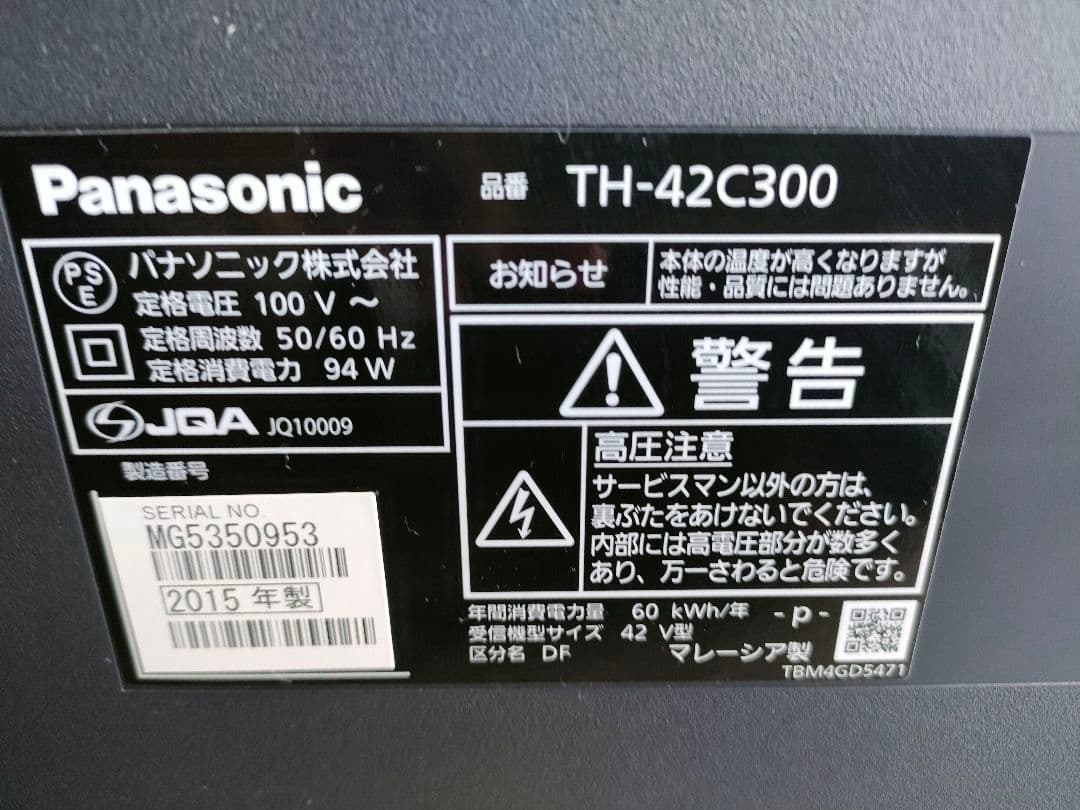 Panasonic
品番 TH-42C300
PS
E
パナソニック株式会社
定格電圧 100 V ～
定格周波数 50/60 Hz
定格消費電力 94 W
JQA JQ10009
製造番号
SERIAL NO.
MG5350953
2015 年製
お知らせ
本体の温度が高くなりますが
性能・品質には問題ありません。
警告
高圧注意
サービスマン以外の方は、
裏ぶたをあけないでください。
内部には高電圧部分が数多く
あり、万一さわると危険です。
年間消費電力量 60 kWh/年 -p-
受信機型サイズ 42 V型
区分名 DF マレーシア製
TBM4GD5471